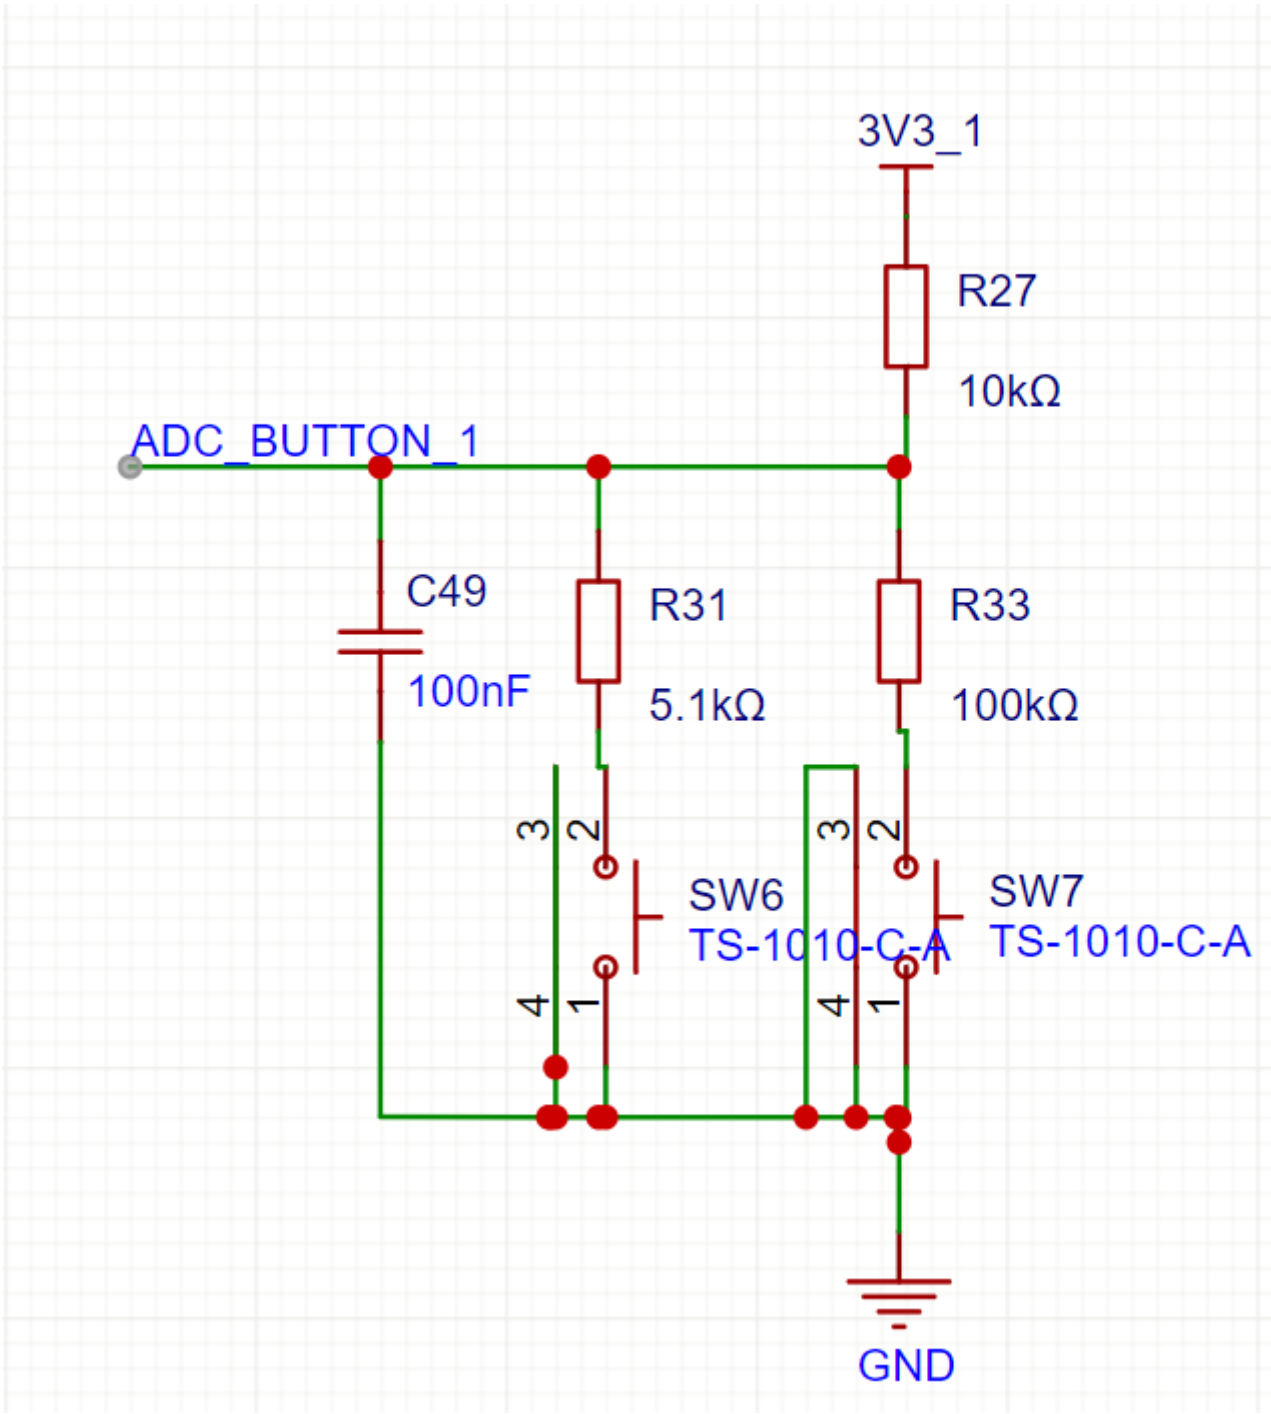 3V3_1
R27
10kΩ
ADC_BUTTON_1
C49
100nF
R31
5.1kΩ
R33
100kΩ
3
2
3
2
SW6
TS-1010-C-A
SW7
TS-1010-C-A
4
1
4
1
GND